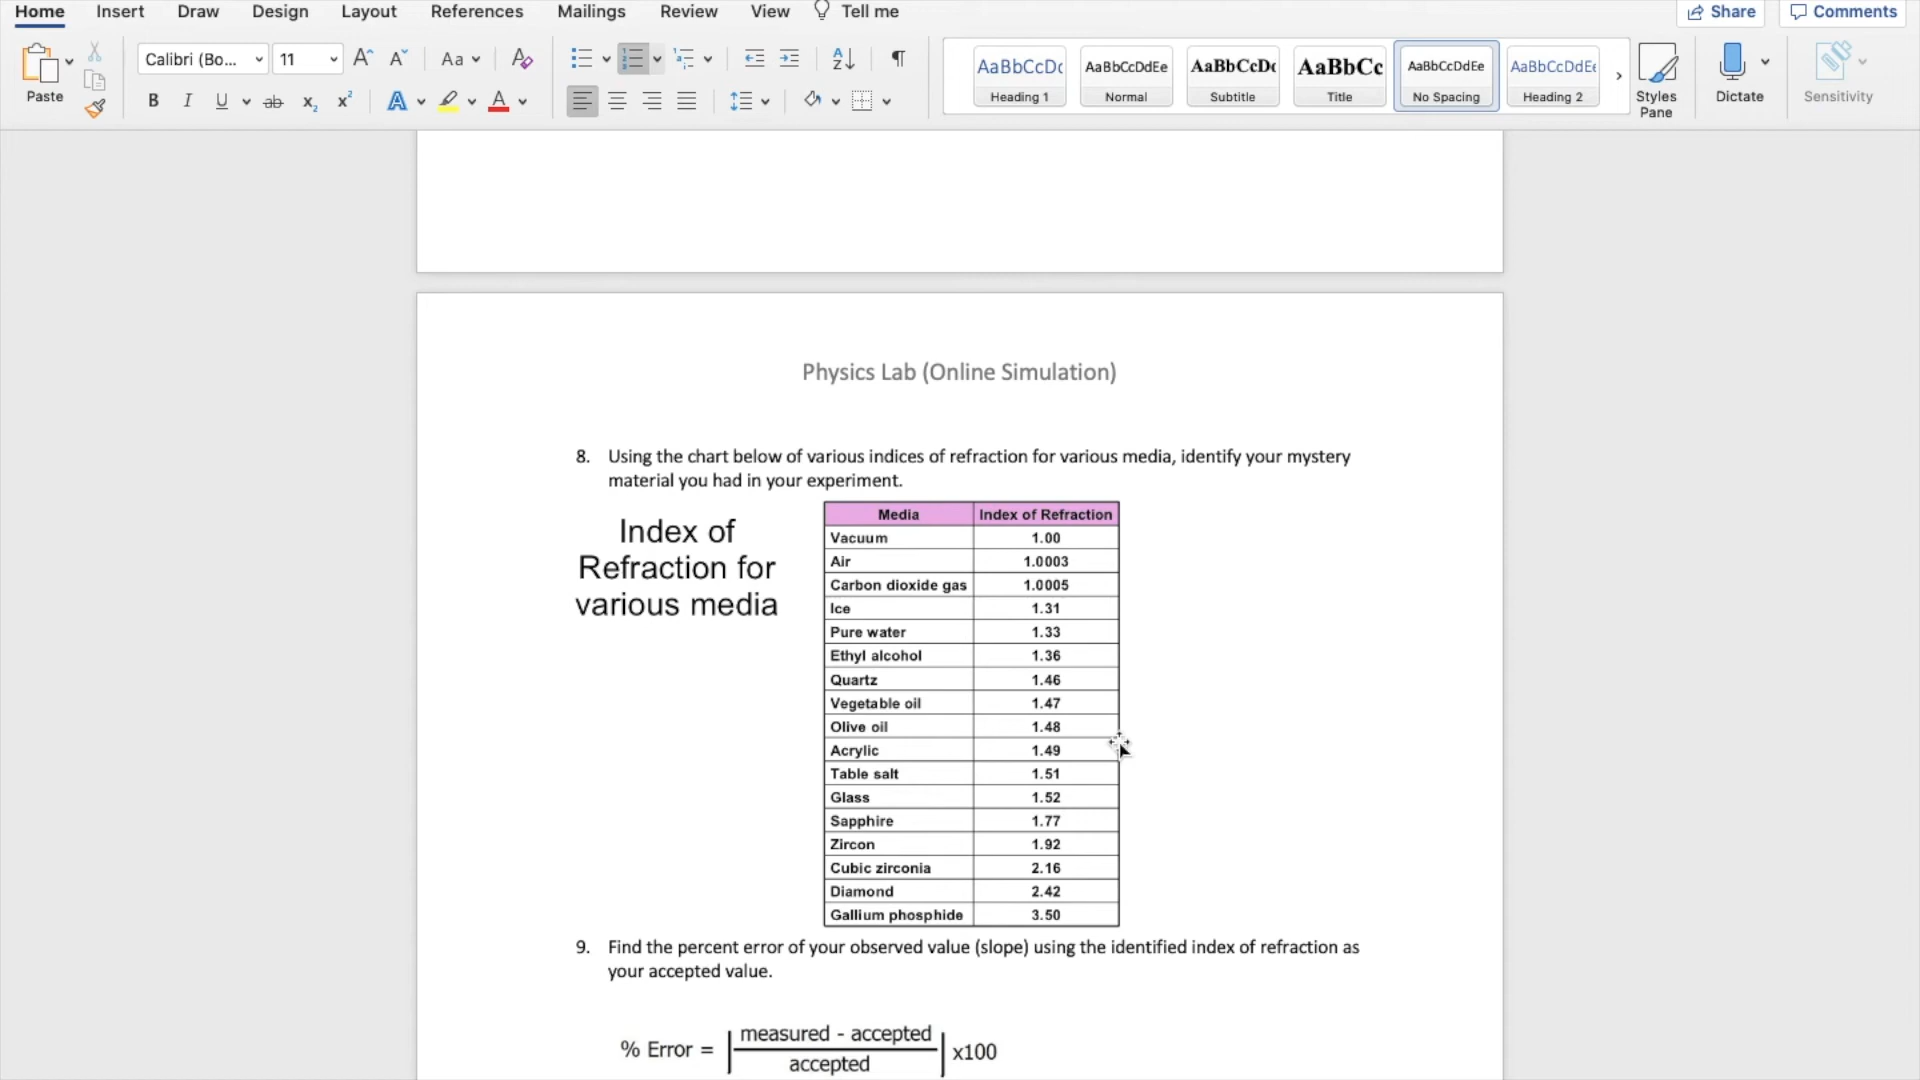 Home Insert Draw Design Layout References Mailings Review View Tell me Share Comments
Paste
Calibri (Bo... 11
Aa
B I U ab x₂ x² A A
AaBbCcDc AaBbCcDdEe AaBbCcDc AaBbCc AaBbCcDdEe AaBbCcDdEe
Heading 1 Normal Subtitle Title No Spacing Heading 2
Styles Pane
Dictate
Sensitivity
Physics Lab (Online Simulation)
8. Using the chart below of various indices of refraction for various media, identify your mystery
material you had in your experiment.
Index of
Refraction for
various media
Media Index of Refraction
Vacuum 1.00
Air 1.0003
Carbon dioxide gas 1.0005
Ice 1.31
Pure water 1.33
Ethyl alcohol 1.36
Quartz 1.46
Vegetable oil 1.47
Olive oil 1.48
Acrylic 1.49
Table salt 1.51
Glass 1.52
Sapphire 1.77
Zircon 1.92
Cubic zirconia 2.16
Diamond 2.42
Gallium phosphide 3.50
9. Find the percent error of your observed value (slope) using the identified index of refraction as
your accepted value.
measured - accepted
% Error = | | x100
accepted